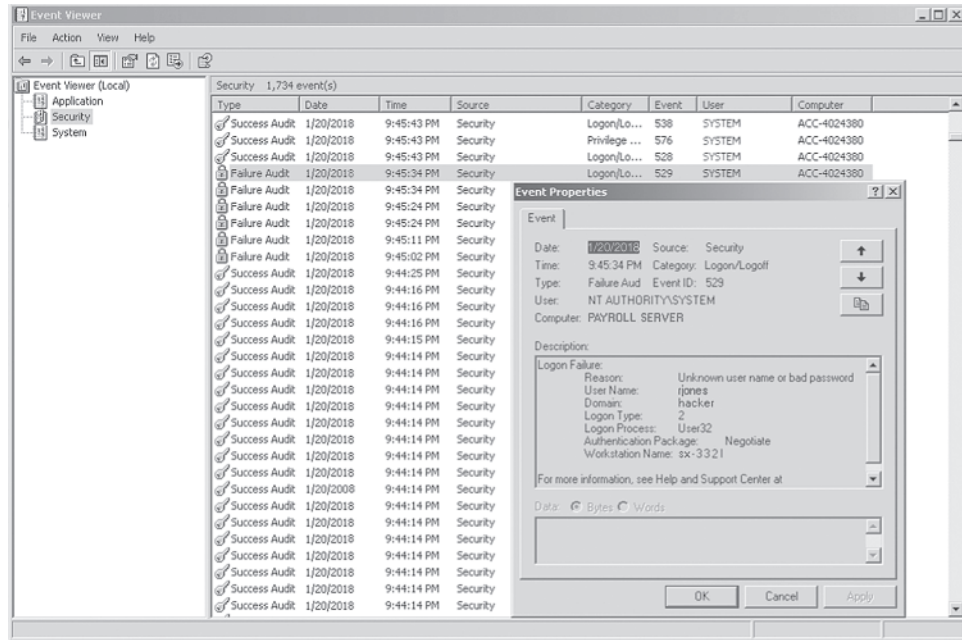 Event Viewer
File Action View Help
Event Viewer (Local)
Application
Security
System
Security 1,734 event(s)
Type Date Time Source Category Event User Computer
Success Audit 1/20/2018 9:45:43 PM Security Logon/Lo... 538 SYSTEM ACC-4024380
Success Audit 1/20/2018 9:45:43 PM Security Privilege ... 576 SYSTEM ACC-4024380
Success Audit 1/20/2018 9:45:43 PM Security Logon/Lo... 528 SYSTEM ACC-4024380
Failure Audit 1/20/2018 9:45:34 PM Security Logon/Lo... 529 SYSTEM ACC-4024380
Failure Audit 1/20/2018 9:45:34 PM Security
Failure Audit 1/20/2018 9:45:24 PM Security
Failure Audit 1/20/2018 9:45:24 PM Security
Failure Audit 1/20/2018 9:45:11 PM Security
Failure Audit 1/20/2018 9:45:02 PM Security
Success Audit 1/20/2018 9:44:25 PM Security
Success Audit 1/20/2018 9:44:16 PM Security
Success Audit 1/20/2018 9:44:16 PM Security
Success Audit 1/20/2018 9:44:16 PM Security
Success Audit 1/20/2018 9:44:15 PM Security
Success Audit 1/20/2018 9:44:14 PM Security
Success Audit 1/20/2018 9:44:14 PM Security
Success Audit 1/20/2018 9:44:14 PM Security
Success Audit 1/20/2018 9:44:14 PM Security
Success Audit 1/20/2018 9:44:14 PM Security
Success Audit 1/20/2018 9:44:14 PM Security
Success Audit 1/20/2018 9:44:14 PM Security
Success Audit 1/20/2008 9:44:14 PM Security
Success Audit 1/20/2018 9:44:14 PM Security
Success Audit 1/20/2018 9:44:14 PM Security
Success Audit 1/20/2018 9:44:14 PM Security
Success Audit 1/20/2018 9:44:14 PM Security
Success Audit 1/20/2018 9:44:14 PM Security
Success Audit 1/20/2018 9:44:14 PM Security
Success Audit 1/20/2018 9:44:14 PM Security
Event Properties
Event
Date: 1/20/2018 Source: Security
Time: 9:45:34 PM Category: Logon/Logoff
Type: Failure Aud Event ID: 529
User: NT AUTHORITY\SYSTEM
Computer: PAYROLL SERVER
Description:
Logon Failure:
Reason: Unknown user name or bad password
User Name: rjones
Domain: hacker
Logon Type: 2
Logon Process: User32
Authentication Package: Negotiate
Workstation Name: sx-3321
For more information, see Help and Support Center at
Data: Bytes Words
OK Cancel Apply